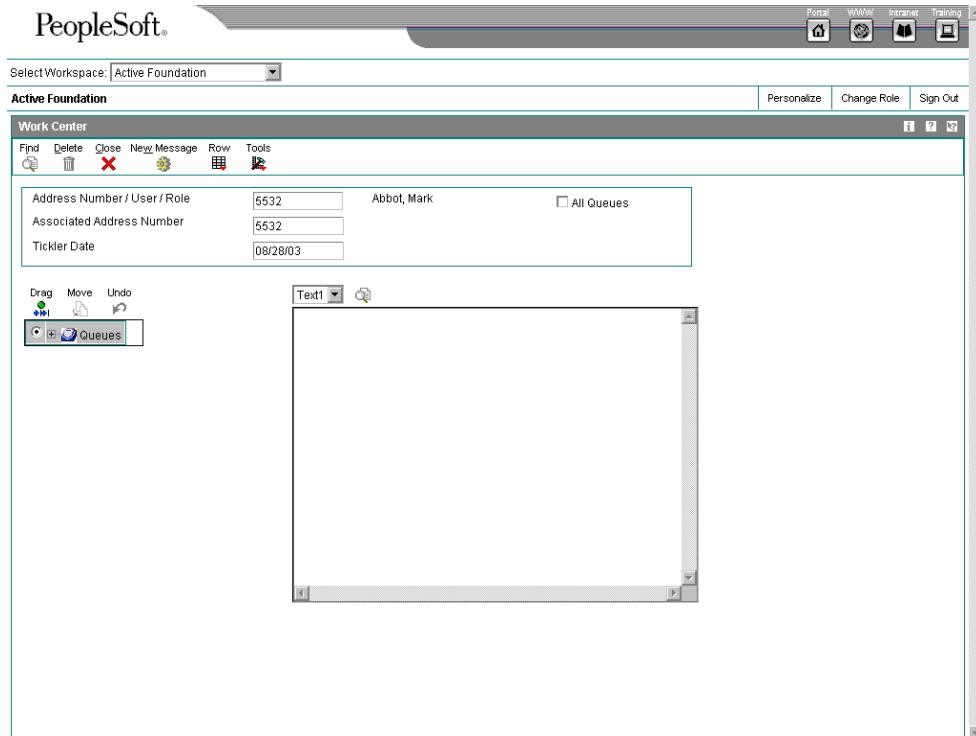 PeopleSoft.
Portal WWW Intranet Training
Select Workspace: Active Foundation
Active Foundation Personalize Change Role Sign Out
Work Center
Find Delete Close New Message Row Tools
Address Number / User / Role 5532 Abbot, Mark All Queues
Associated Address Number 5532
Tickler Date 08/28/03
Drag Move Undo
Text1
Queues